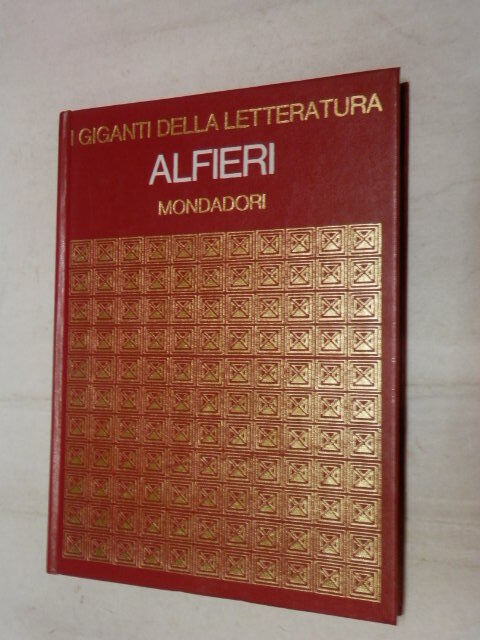 I GIGANTI DELLA LETTERATURA
ALFIERI
MONDADORI